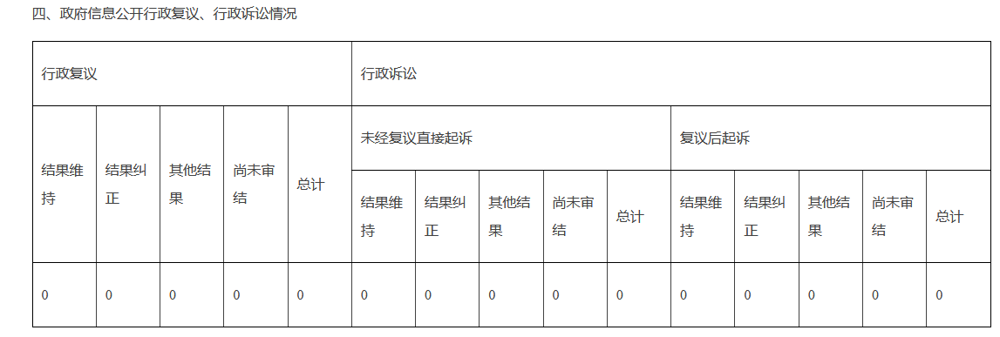 四、政府信息公开行政复议、行政诉讼情况
行政复议 行政诉讼
未经复议直接起诉 复议后起诉
结果维持 结果纠正 其他结果 尚未审结 总计 结果维持 结果纠正 其他结果 尚未审结 总计 结果维持 结果纠正 其他结果 尚未审结 总计
0 0 0 0 0 0 0 0 0 0 0 0 0 0 0